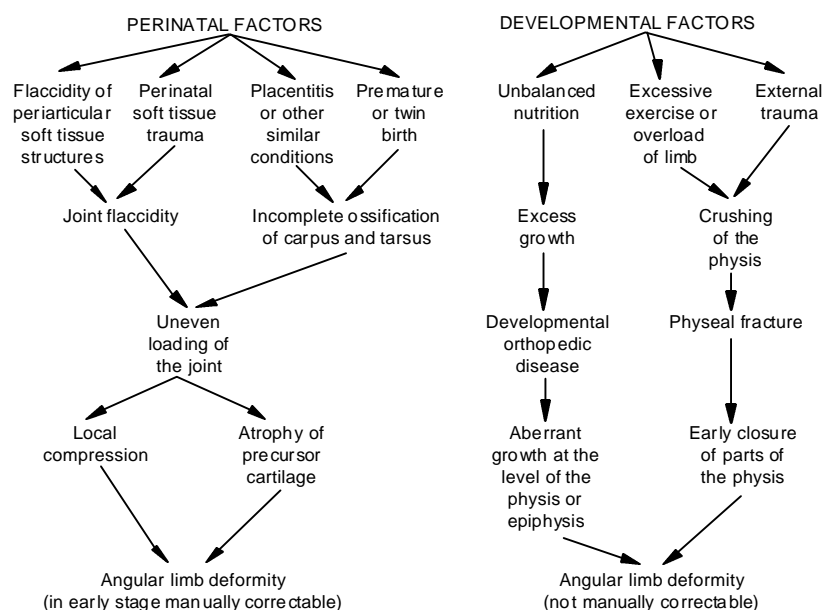 PERINATAL FACTORS
Flaccidity of
periarticular
soft tissue
structures
Perinatal
soft tissue
trauma
Placentitis
or other
similar
conditions
Premature
or twin
birth
Joint flaccidity
Incomplete ossification
of carpus and tarsus
Uneven
loading of
the joint
Local
compression
Atrophy of
precursor
cartilage
Angular limb deformity
(in early stage manually correctable)
DEVELOPMENTAL FACTORS
Unbalanced
nutrition
Excessive
exercise or
overload
of limb
External
trauma
Excess
growth
Crushing
of the
physis
Developmental
orthopedic
disease
Physeal fracture
Aberrant
growth at the
level of the
physis or
epiphysis
Early closure
of parts of
the physis
Angular limb deformity
(not manually correctable)